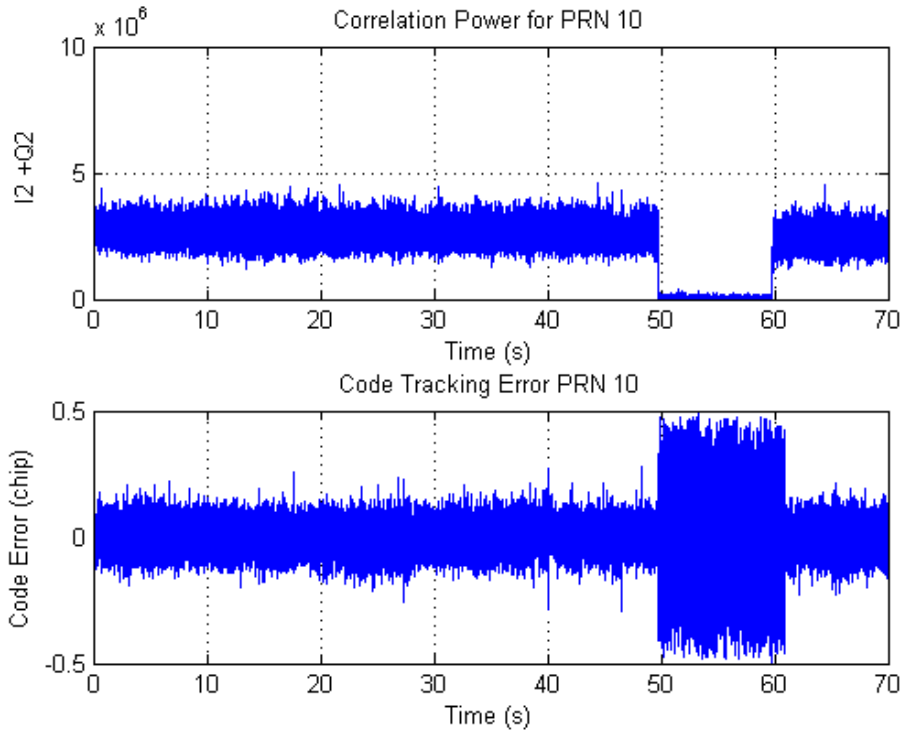 x 10^6
Correlation Power for PRN 10
I2 +Q2
10
5
0
0 10 20 30 40 50 60 70
Time (s)
Code Tracking Error PRN 10
Code Error (chip)
0.5
0
-0.5
0 10 20 30 40 50 60 70
Time (s)